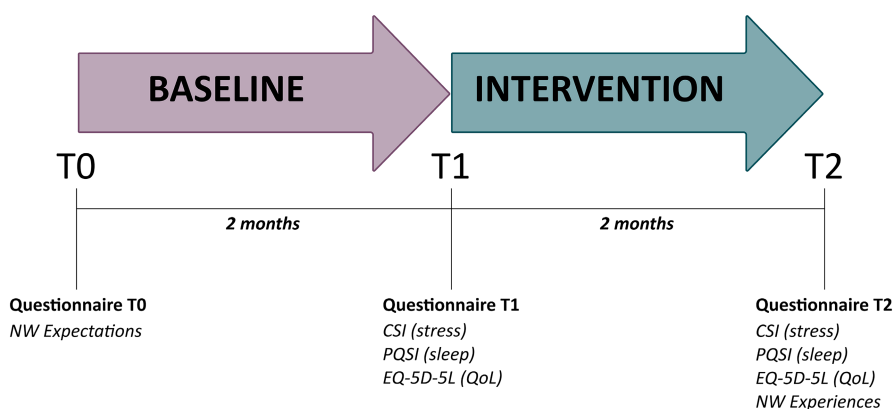 BASELINE
INTERVENTION
T0
T1
T2
2 months
2 months
Questionnaire T0
NW Expectations
Questionnaire T1
CSI (stress)
PQSI (sleep)
EQ-5D-5L (QoL)
Questionnaire T2
CSI (stress)
PQSI (sleep)
EQ-5D-5L (QoL)
NW Experiences